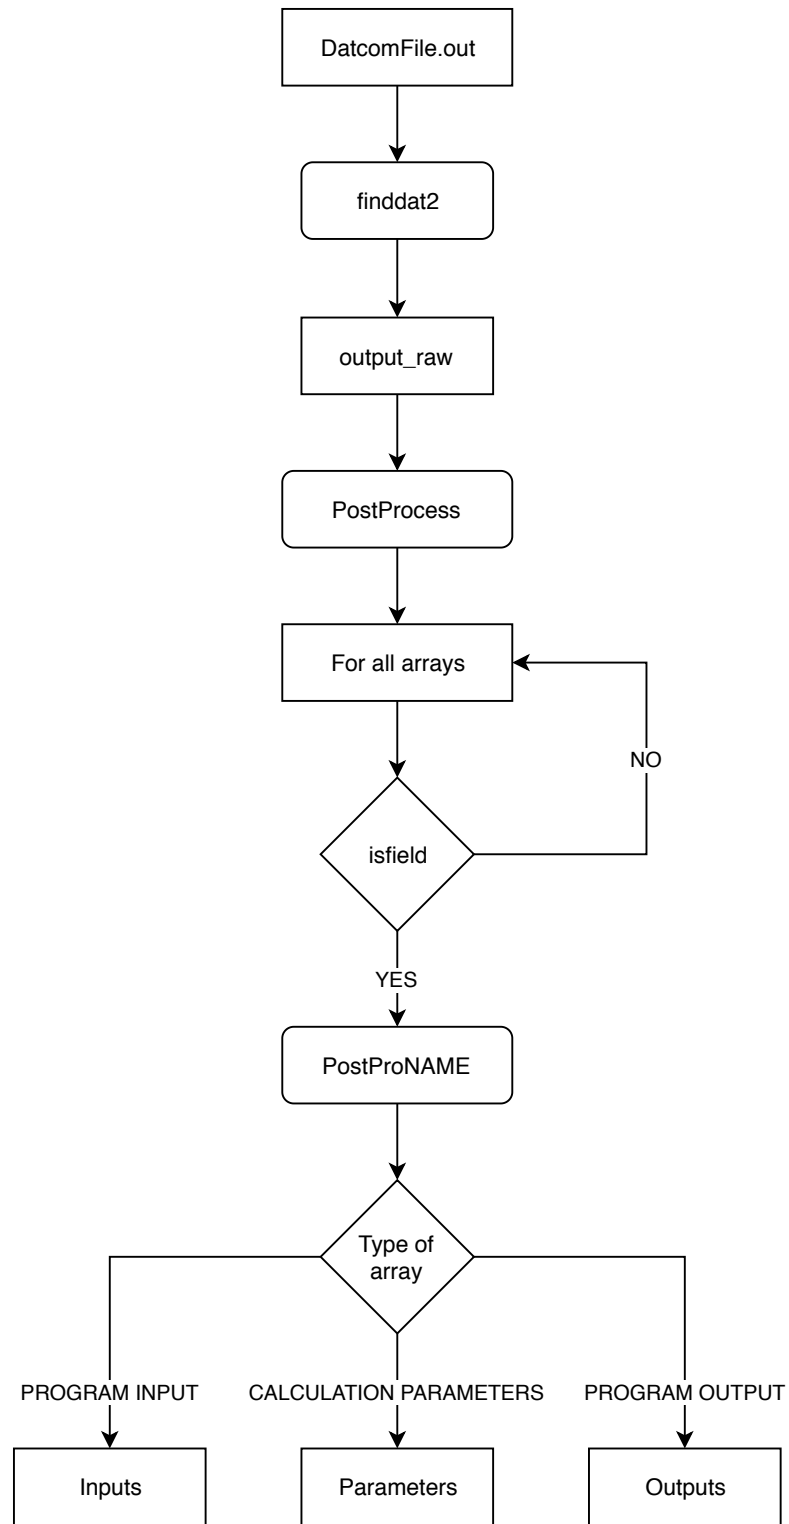 DatcomFile.out
finddat2
output_raw
PostProcess
For all arrays
NO
isfield
YES
PostProNAME
Type of
array
PROGRAM INPUT
CALCULATION PARAMETERS
PROGRAM OUTPUT
Inputs
Parameters
Outputs